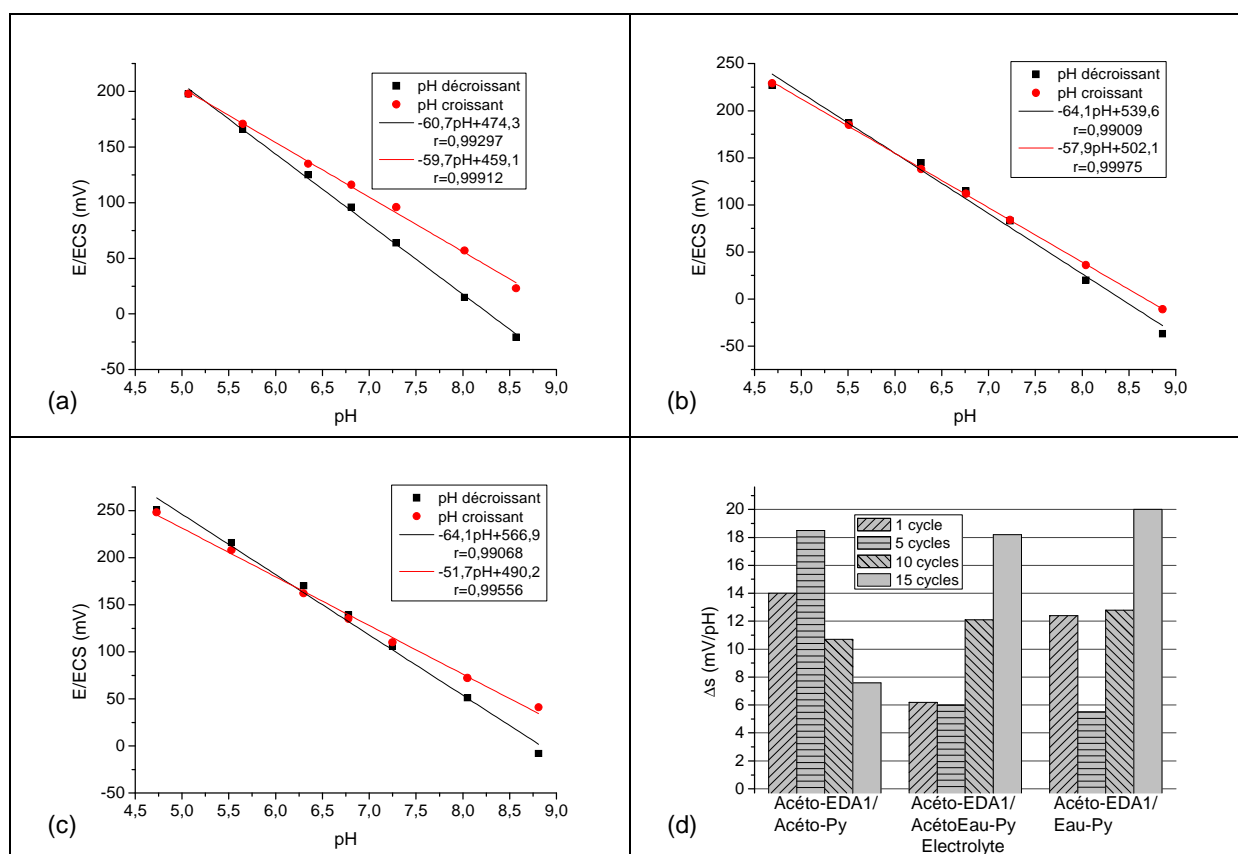 200
150
100
50
0
-50
E/ECS (mV)
4,5 5,0 5,5 6,0 6,5 7,0 7,5 8,0 8,5 9,0
pH
pH décroissant
pH croissant
-60,7pH+474,3
r=0,99297
-59,7pH+459,1
r=0,99912
(a)
250
200
150
100
50
0
-50
E/ECS (mV)
4,5 5,0 5,5 6,0 6,5 7,0 7,5 8,0 8,5 9,0
pH
pH décroissant
pH croissant
-64,1pH+539,6
r=0,99009
-57,9pH+502,1
r=0,99975
(b)
250
200
150
100
50
0
-50
E/ECS (mV)
4,5 5,0 5,5 6,0 6,5 7,0 7,5 8,0 8,5 9,0
pH
pH décroissant
pH croissant
-64,1pH+566,9
r=0,99068
-51,7pH+490,2
r=0,99556
(c)
20
18
16
14
12
10
8
6
4
2
0
Δs (mV/pH)
1 cycle
5 cycles
10 cycles
15 cycles
Acéto-EDA1/
Acéto-Py
Acéto-EDA1/
AcétoEau-Py
Electrolyte
Acéto-EDA1/
Eau-Py
(d)